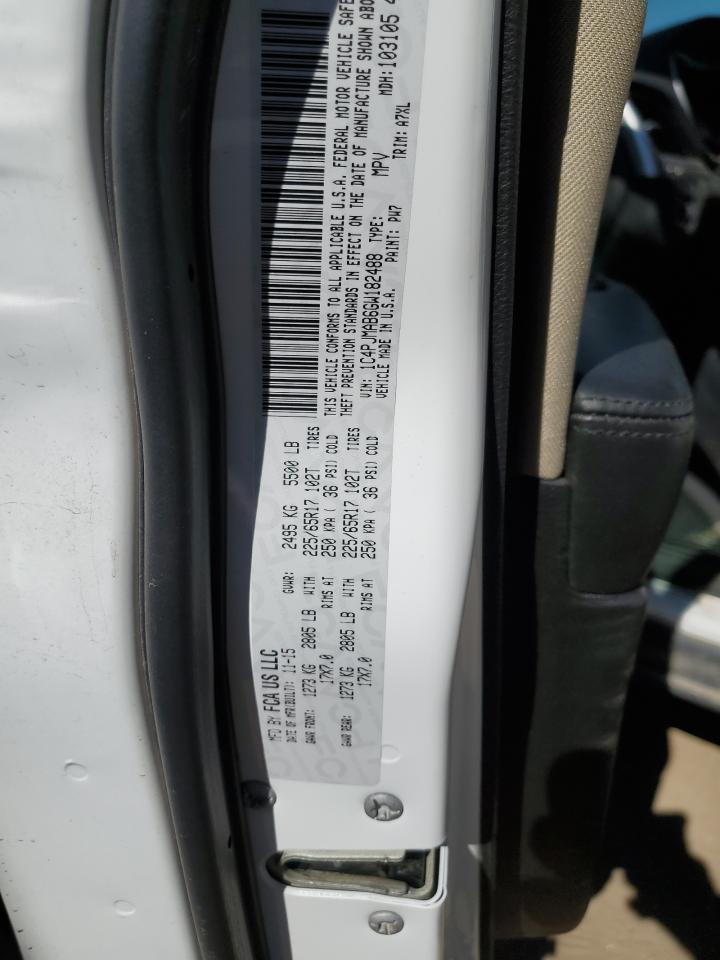 MFD BY FCA US LLC
DATE OF MFR(BUILT): 11-15 GVWR: 2495 KG 5500 LB
GAWR FRONT: 1273 KG 2805 LB WITH 225/65R17 102T TIRES
17X7.0 RIMS AT 250 KPA ( 36 PSI) COLD
GAWR REAR: 1273 KG 2805 LB WITH 225/65R17 102T TIRES
17X7.0 RIMS AT 250 KPA ( 36 PSI) COLD
THIS VEHICLE CONFORMS TO ALL APPLICABLE U.S.A. FEDERAL MOTOR VEHICLE SAFE
THEFT PREVENTION STANDARDS IN EFFECT ON THE DATE OF MANUFACTURE SHOWN ABO
VIN: 1C4PJMAB6GW182488 TYPE: MPV MDH: 103105 4
VEHICLE MADE IN U.S.A. PAINT: PW7 TRIM: A7XL